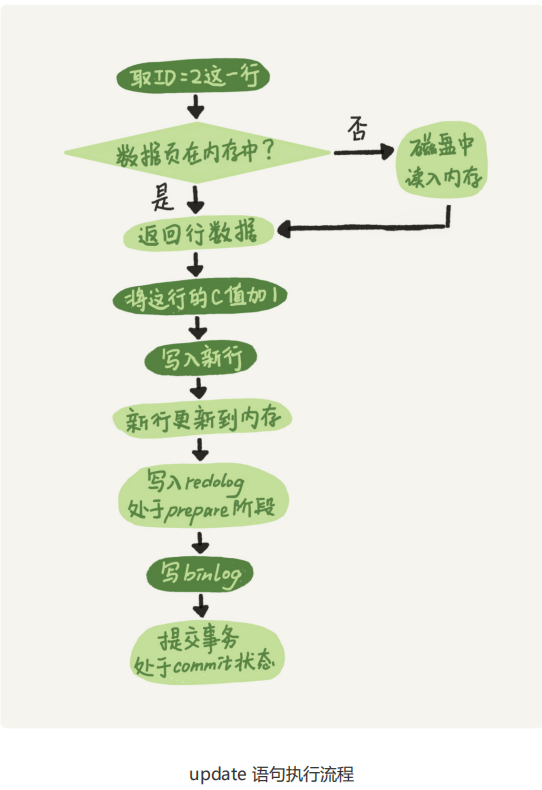 取ID=2这一行
数据页在内存中?
否
磁盘中
读入内存
是
返回行数据
将这行的C值加1
写入新行
新行更新到内存
写入redolog
处于prepare阶段
写binlog
提交事务
处于commit状态
update 语句执行流程